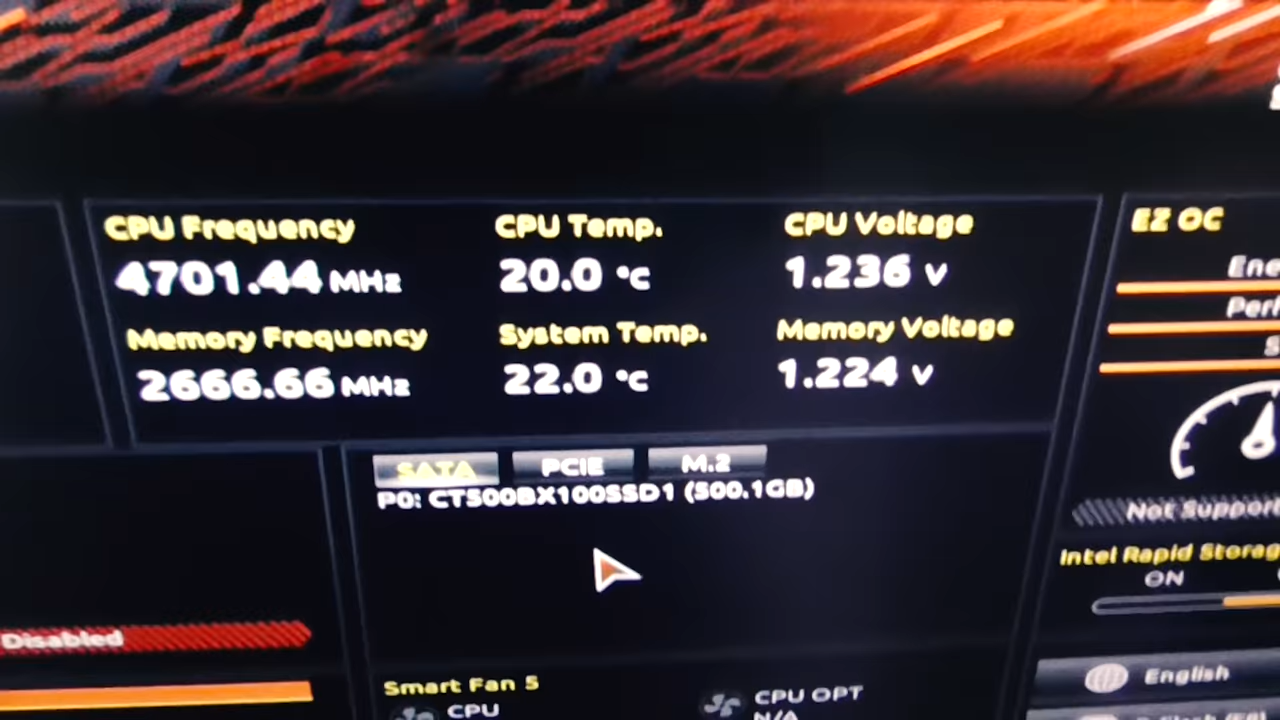 CPU Frequency CPU Temp. CPU Voltage EZ OC
4701.44 MHz 20.0 °C 1.236 V
Memory Frequency System Temp. Memory Voltage
2666.66 MHz 22.0 °C 1.224 V
SATA PCIE M.2
P0: CT500BX100SSD1 (500.1GB)
Not Support
Intel Rapid Storag
ON
Disabled
English
Smart Fan 5
CPU CPU OPT
N/A